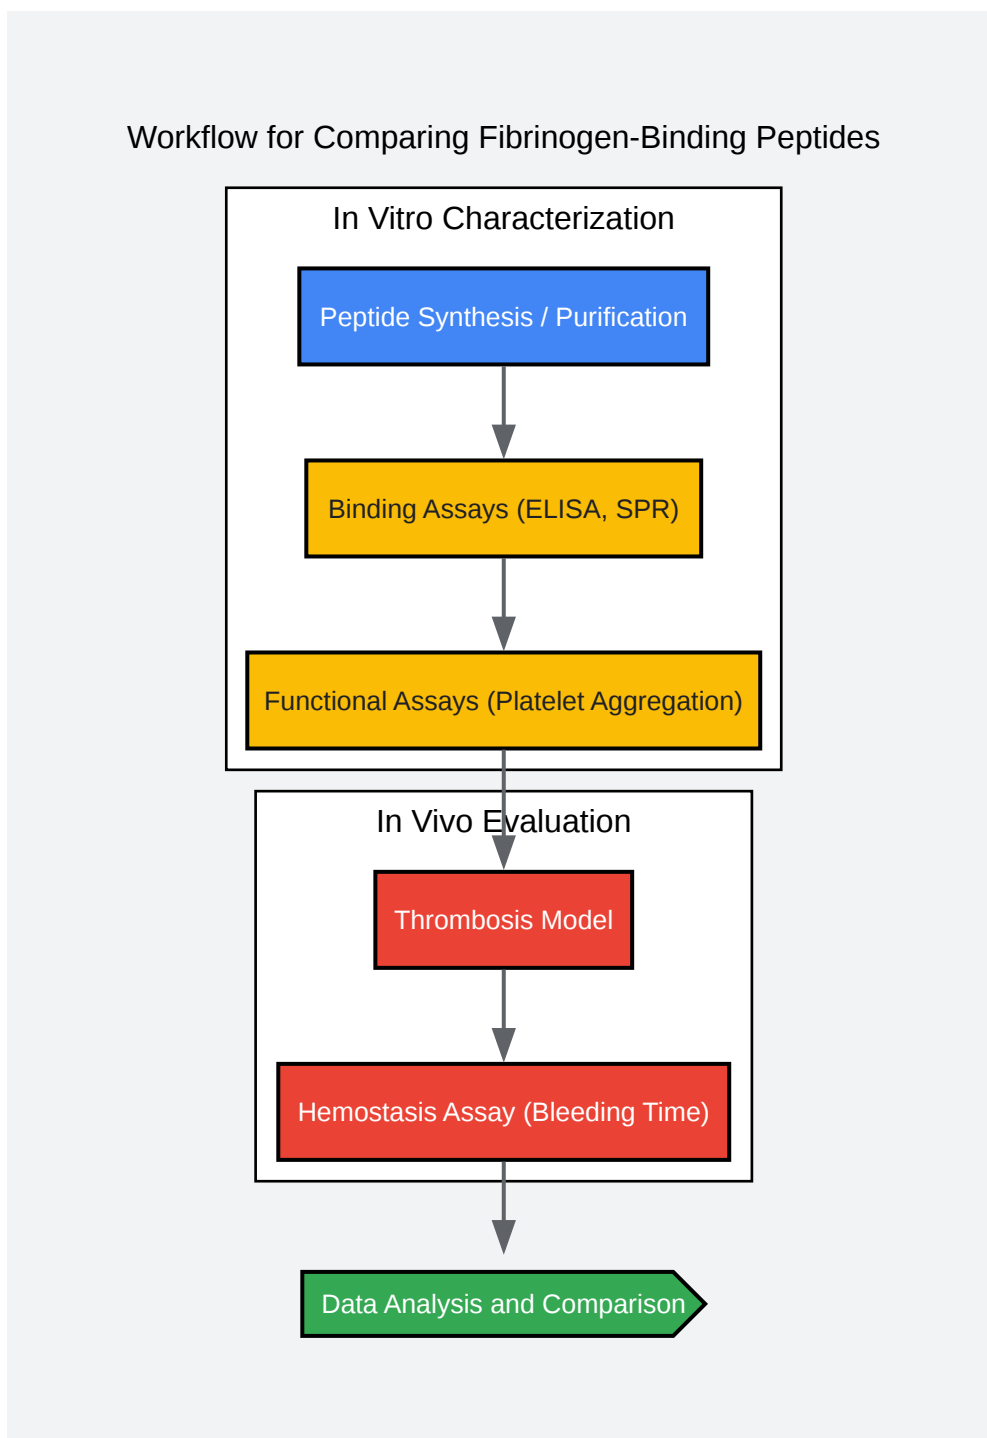 Workflow for Comparing Fibrinogen-Binding Peptides
In Vitro Characterization
Peptide Synthesis / Purification
Binding Assays (ELISA, SPR)
Functional Assays (Platelet Aggregation)
In Vivo Evaluation
Thrombosis Model
Hemostasis Assay (Bleeding Time)
Data Analysis and Comparison